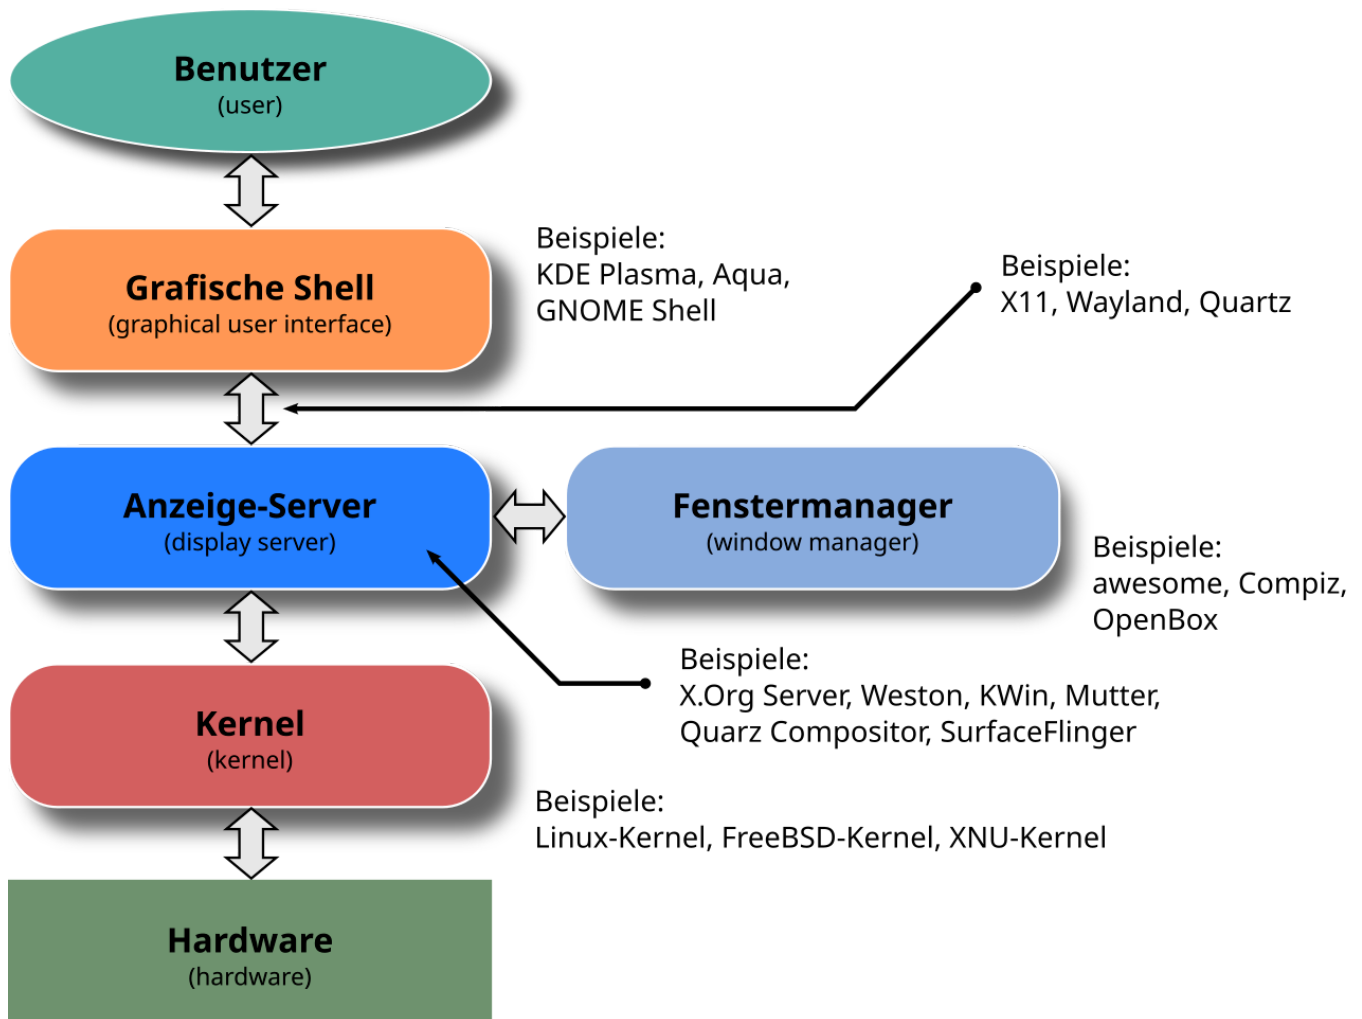 Benutzer
(user)
Grafische Shell
(graphical user interface)
Beispiele:
KDE Plasma, Aqua,
GNOME Shell
Beispiele:
X11, Wayland, Quartz
Anzeige-Server
(display server)
Fenstermanager
(window manager)
Beispiele:
awesome, Compiz,
OpenBox
Beispiele:
X.Org Server, Weston, KWin, Mutter,
Quarz Compositor, SurfaceFlinger
Kernel
(kernel)
Beispiele:
Linux-Kernel, FreeBSD-Kernel, XNU-Kernel
Hardware
(hardware)